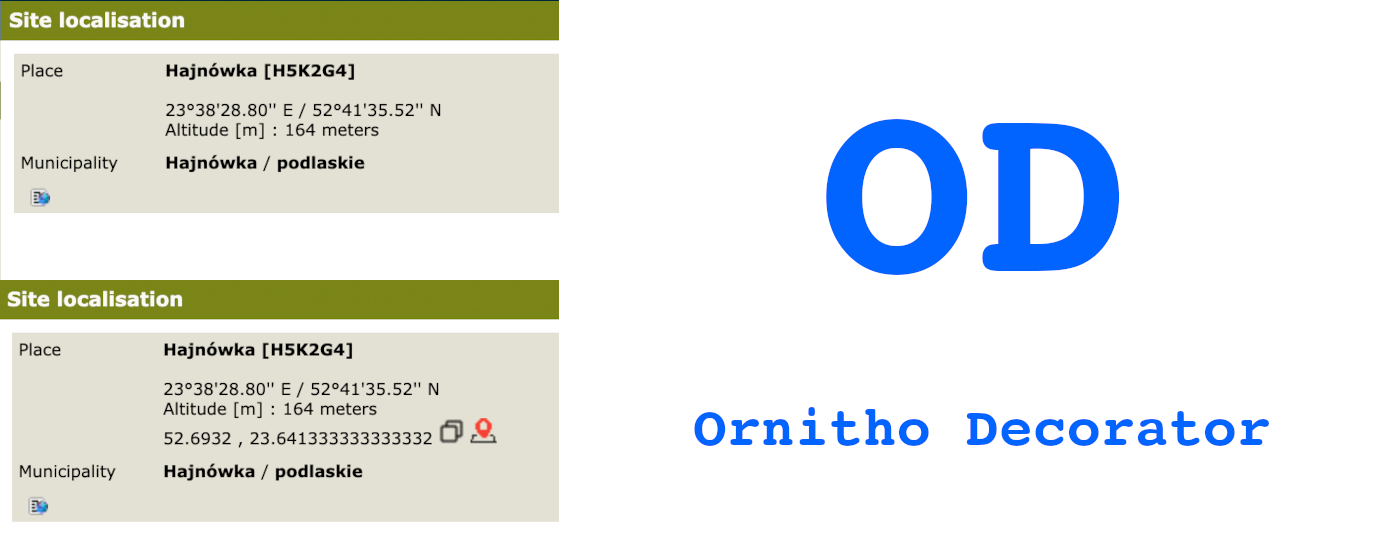 Site localisation
Place Hajnówka [H5K2G4]
23°38'28.80'' E / 52°41'35.52'' N
Altitude [m] : 164 meters
Municipality Hajnówka / podlaskie
Site localisation
Place Hajnówka [H5K2G4]
23°38'28.80'' E / 52°41'35.52'' N
Altitude [m] : 164 meters
52.6932 , 23.641333333333332
Municipality Hajnówka / podlaskie
OD
Ornitho Decorator